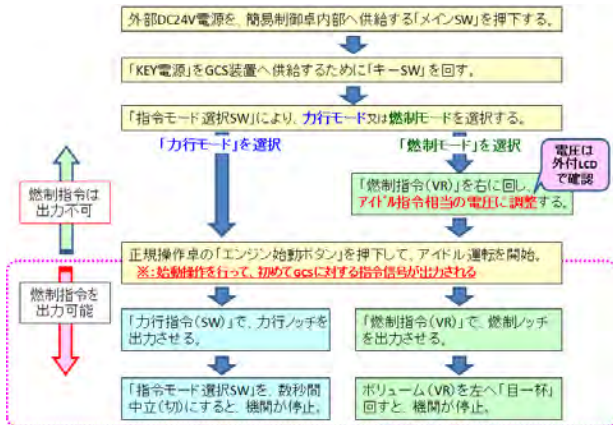 外部DC24V電源を、簡易制御卓内部へ供給する「メインSW」を押下する。
「KEY電源」をGCS装置へ供給するために「キーSW」を回す。
「指令モード選択SW」により、力行モード又は燃制モードを選択する。
「力行モード」を選択
「燃制モード」を選択
電圧は
外付LCD
で確認
燃制指令は
出力不可
「燃制指令(VR)」を右に回し、
アイドル指令相当の電圧に調整する。
正規操作卓の「エンジン始動ボタン」を押下して、アイドル運転を開始。
※：始動操作を行って、初めてGCSに対する指令信号が出力される
燃制指令を
出力可能
「力行指令(SW)」で、力行ノッチを
出力させる。
「燃制指令(VR)」で、燃制ノッチ
を出力させる。
「指令モード選択SW」を、数秒間
中立(切)にすると、機関が停止。
ボリューム(VR)を左へ「目一杯」
回すと、機関が停止。